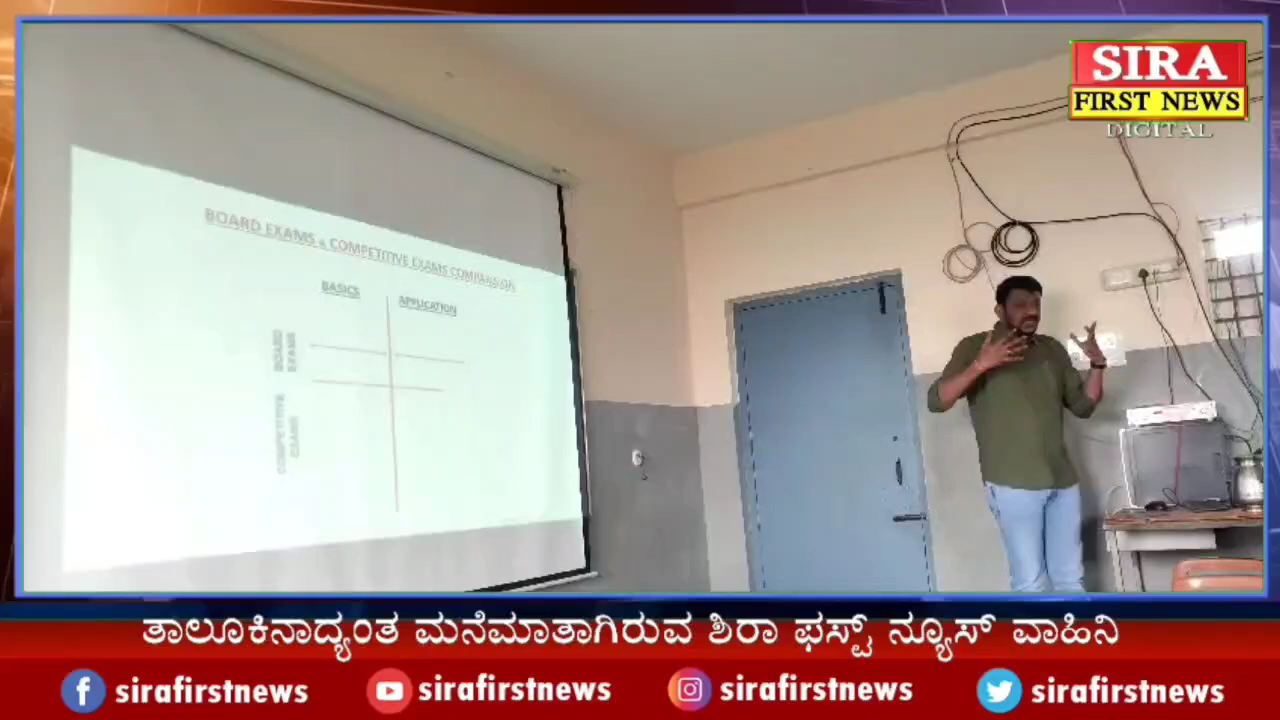 SIRA
FIRST NEWS
DIGITAL
BOARD EXAMS & COMPETITIVE EXAMS COMPARISION
BASICS
APPLICATION
BOARD
EXAMS
COMPETITIVE
EXAMS
ತಾಲೂಕಿನಾದ್ಯಂತ ಮನೆಮಾತಾಗಿರುವ ಶಿರಾ ಫಸ್ಟ್ ನ್ಯೂಸ್ ವಾಹಿನಿ
sirafirstnews sirafirstnews sirafirstnews sirafirstnews